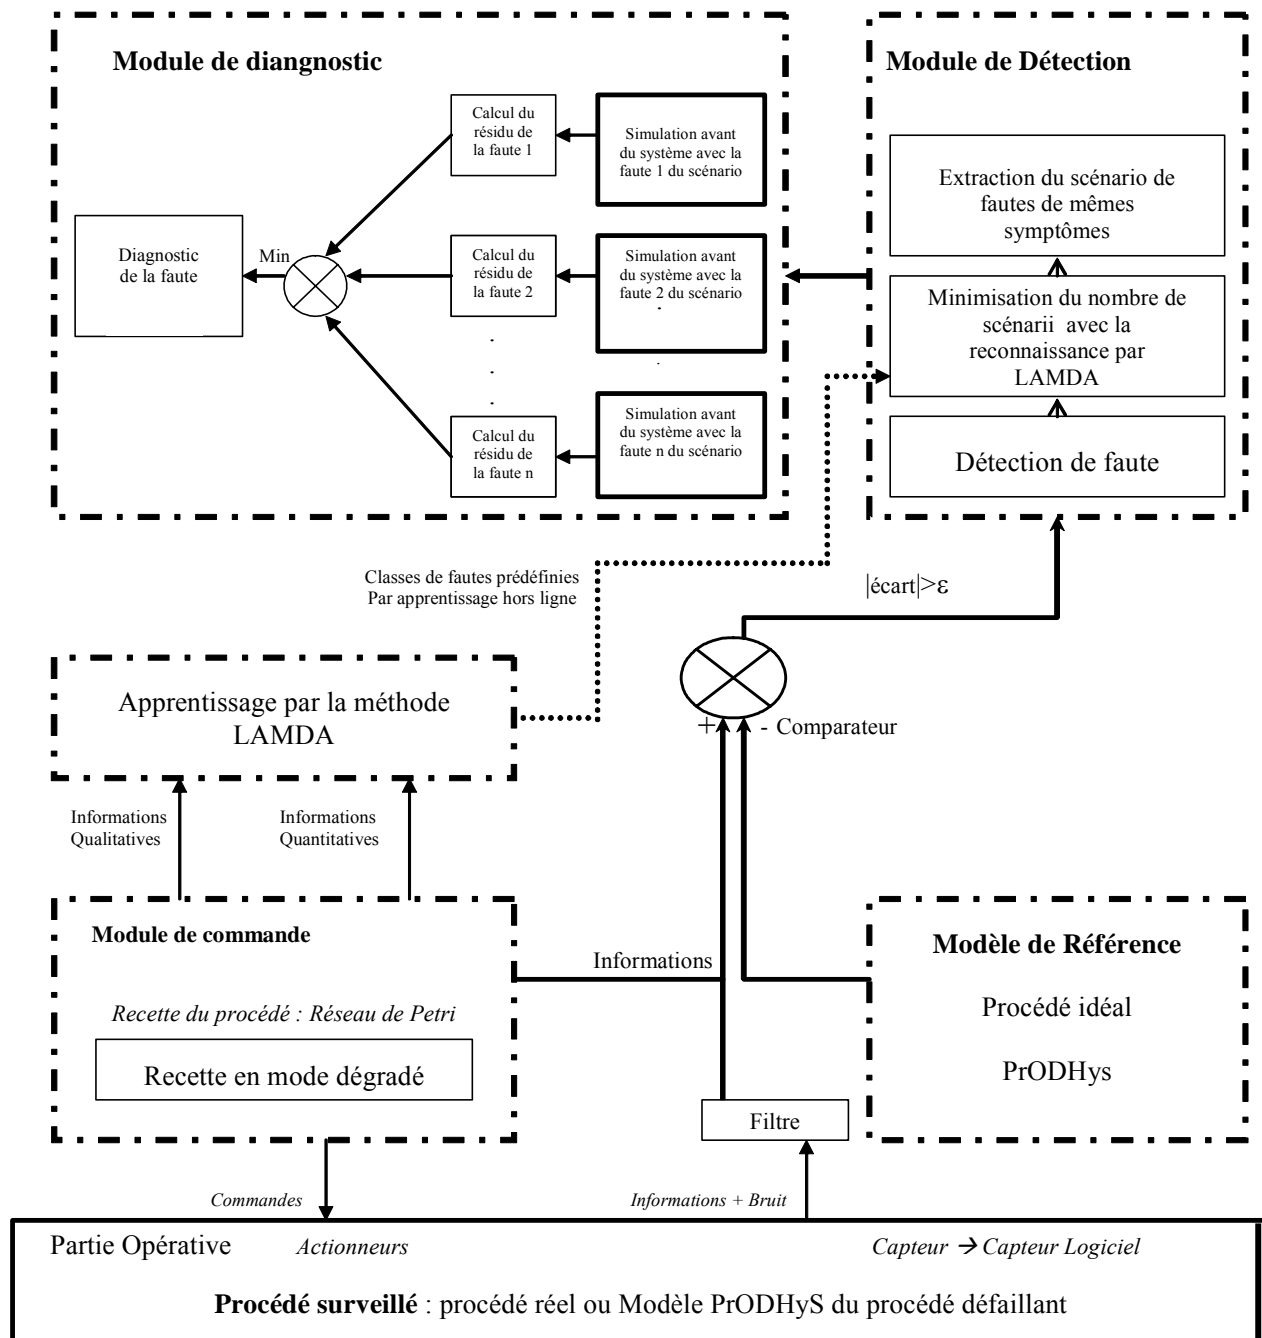 Module de diangnostic
Calcul du
résidu de
la faute 1
Simulation avant
du système avec la
faute 1 du scénario
Diagnostic
de la faute
Min
Calcul du
résidu de
la faute 2
Simulation avant
du système avec la
faute 2 du scénario
.
.
.
.
.
Calcul du
résidu de
la faute n
Simulation avant
du système avec la
faute n du scénario
Module de Détection
Extraction du scénario de
fautes de mêmes
symptômes
Minimisation du nombre de
scénarii avec la
reconnaissance par
LAMDA
Détection de faute
Classes de fautes prédéfinies
Par apprentissage hors ligne
|écart|>ε
Apprentissage par la méthode
LAMDA
+
- Comparateur
Informations
Qualitatives
Informations
Quantitatives
Module de commande
Recette du procédé : Réseau de Petri
Recette en mode dégradé
Informations
Modèle de Référence
Procédé idéal
PrODHys
Filtre
Commandes
Informations + Bruit
Partie Opérative
Actionneurs
Capteur → Capteur Logiciel
Procédé surveillé : procédé réel ou Modèle PrODHyS du procédé défaillant